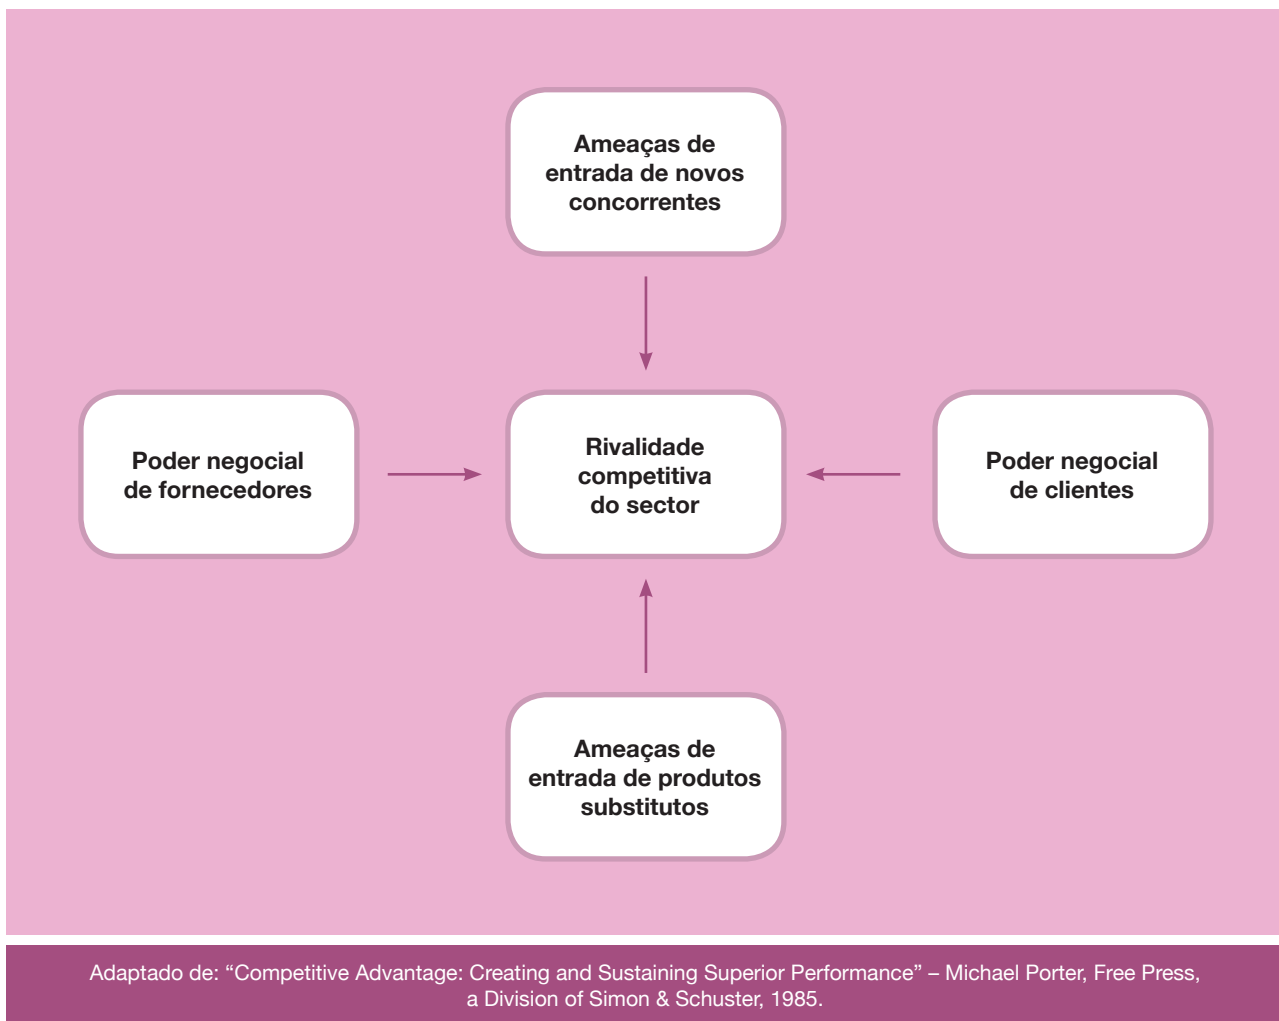 Ameaças de
entrada de novos
concorrentes
Poder negocial
de fornecedores
Rivalidade
competitiva
do sector
Poder negocial
de clientes
Ameaças de
entrada de produtos
substitutos
Adaptado de: “Competitive Advantage: Creating and Sustaining Superior Performance” – Michael Porter, Free Press,
a Division of Simon & Schuster, 1985.